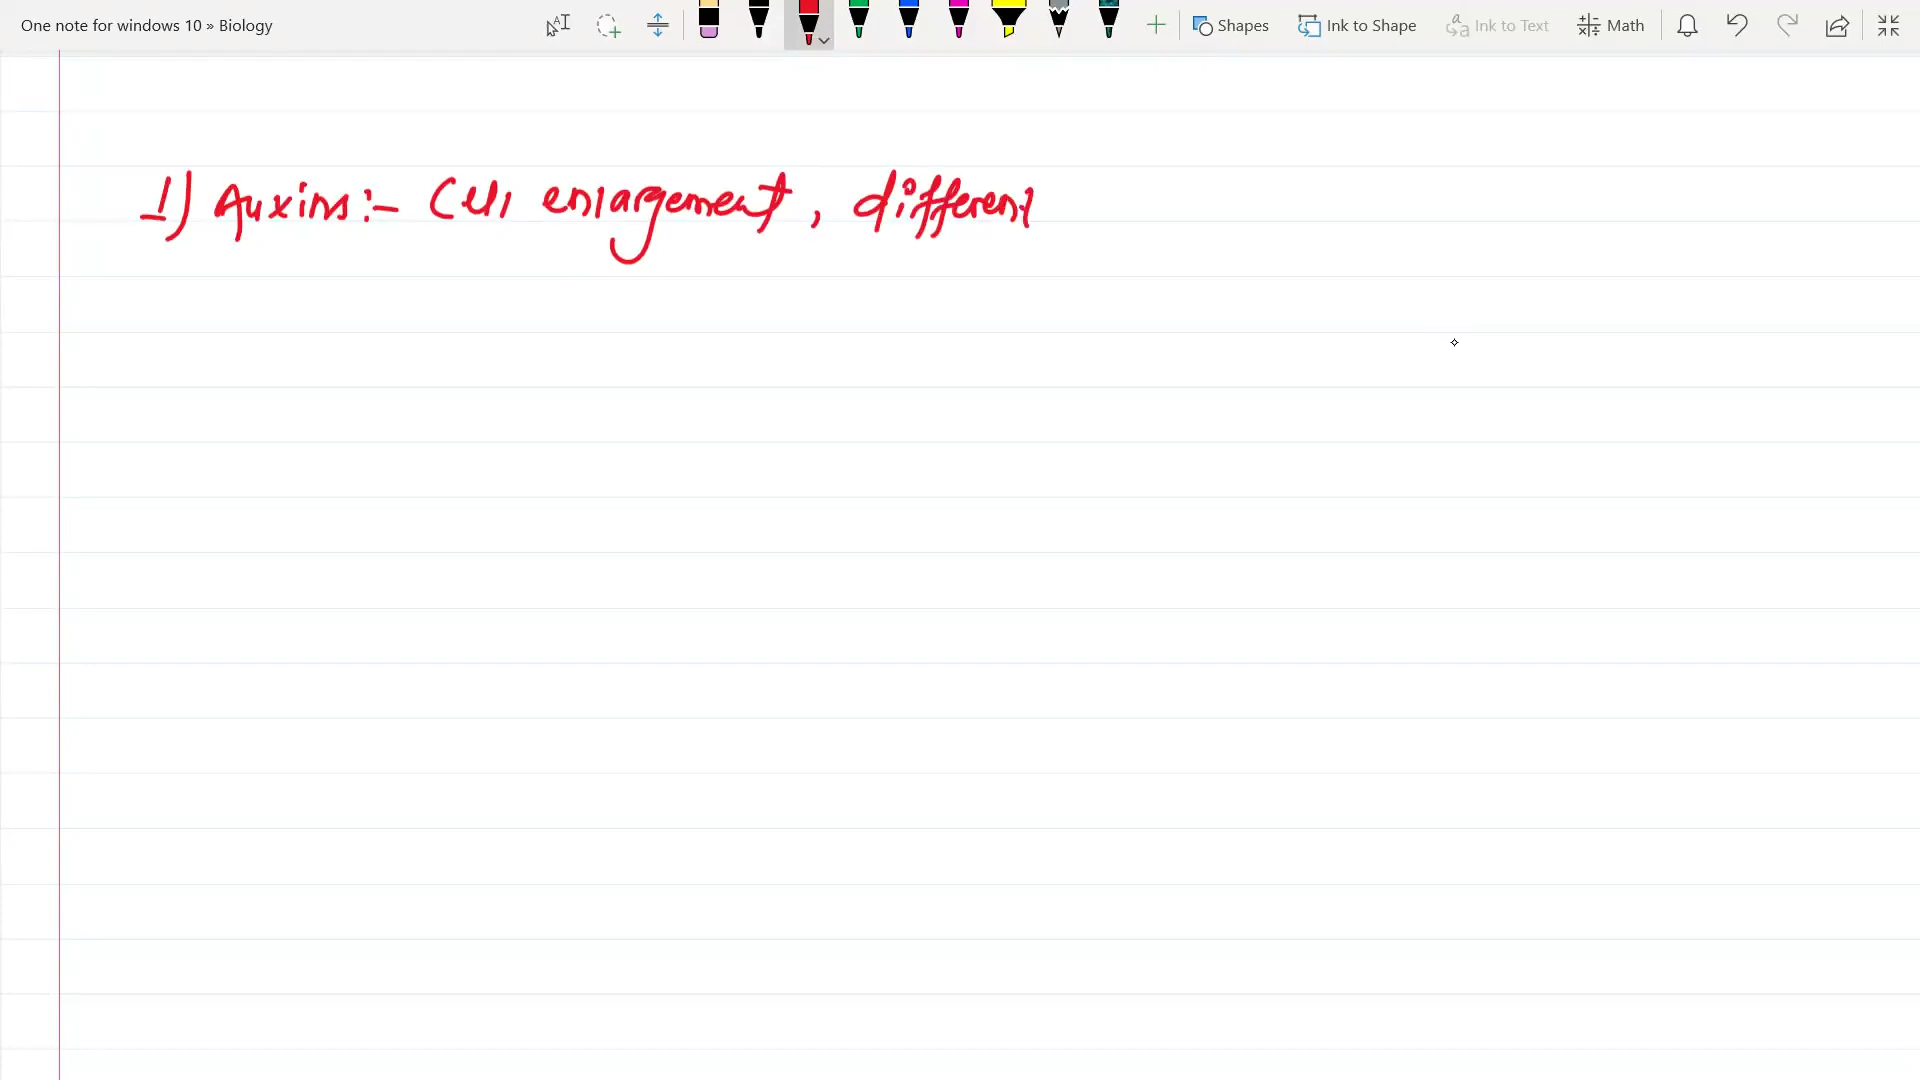 One note for windows 10 » Biology
Shapes
Ink to Shape
Ink to Text
Math
1) Auxins:- Cell enlargement, different